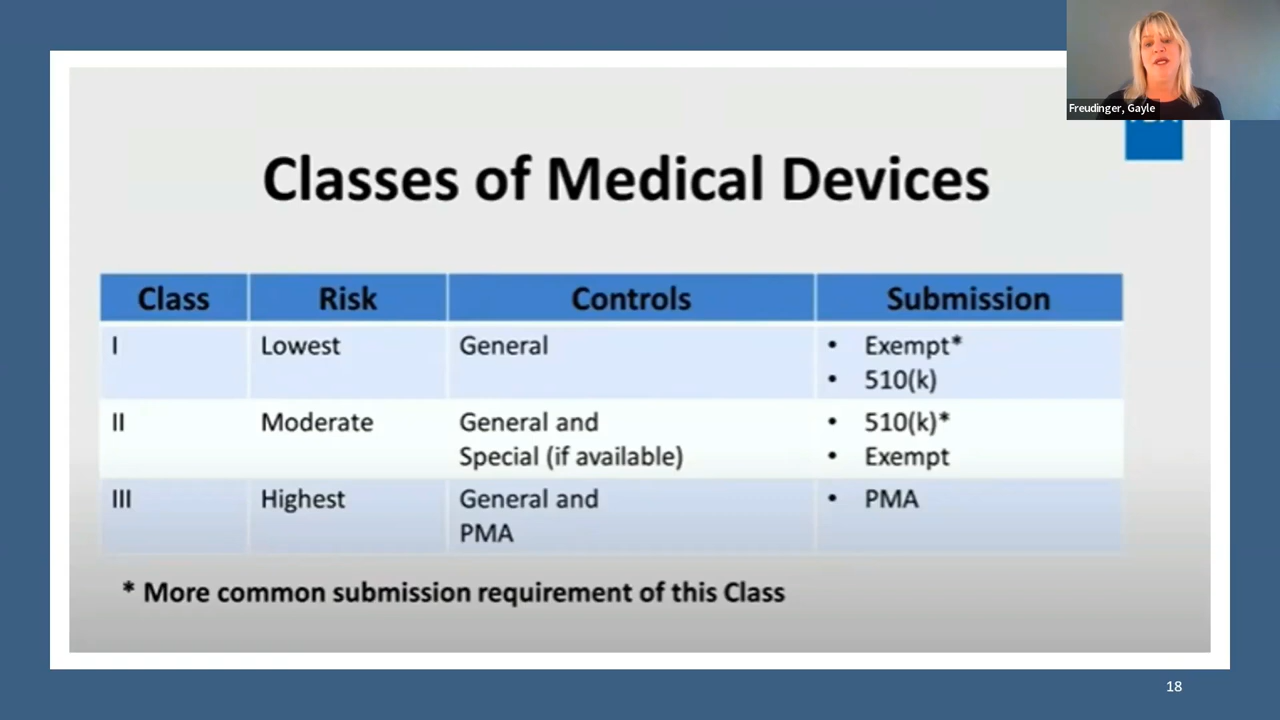 Freudinger, Gayle
Classes of Medical Devices
Class Risk Controls Submission
I Lowest General • Exempt*
• 510(k)
II Moderate General and • 510(k)*
Special (if available) • Exempt
III Highest General and • PMA
PMA
* More common submission requirement of this Class
18